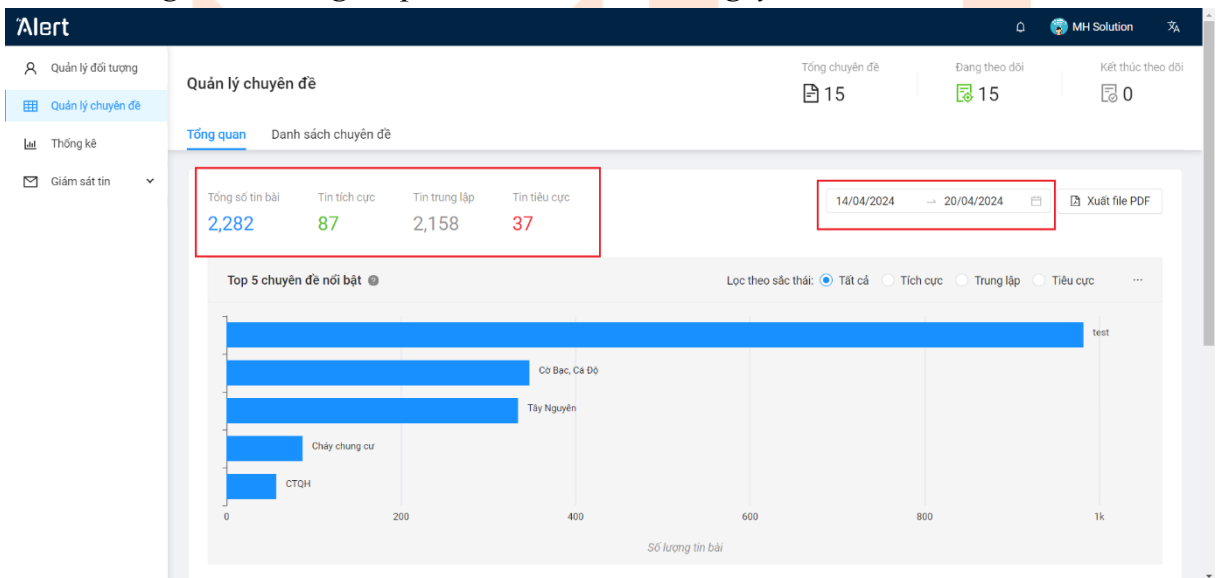 Alert
MH Solution
Quản lý đối tượng
Quản lý chuyên đề
Thống kê
Giám sát tin
Quản lý chuyên đề
Tổng chuyên đề
15
Đang theo dõi
15
Kết thúc theo dõi
0
Tổng quan
Danh sách chuyên đề
Tổng số tin bài
2,282
Tin tích cực
87
Tin trung lập
2,158
Tin tiêu cực
37
14/04/2024 → 20/04/2024
Xuất file PDF
Top 5 chuyên đề nổi bật
Lọc theo sắc thái: Tất cả Tích cực Trung lập Tiêu cực
test
Cờ Bạc, Cá Độ
Tây Nguyên
Cháy chung cư
CTQH
0 200 400 600 800 1k
Số lượng tin bài